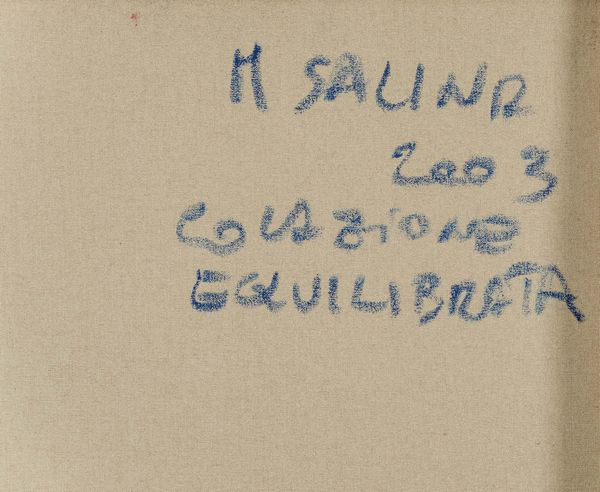 M SALINA
2003
COLAZIONE
EQUILIBRATA